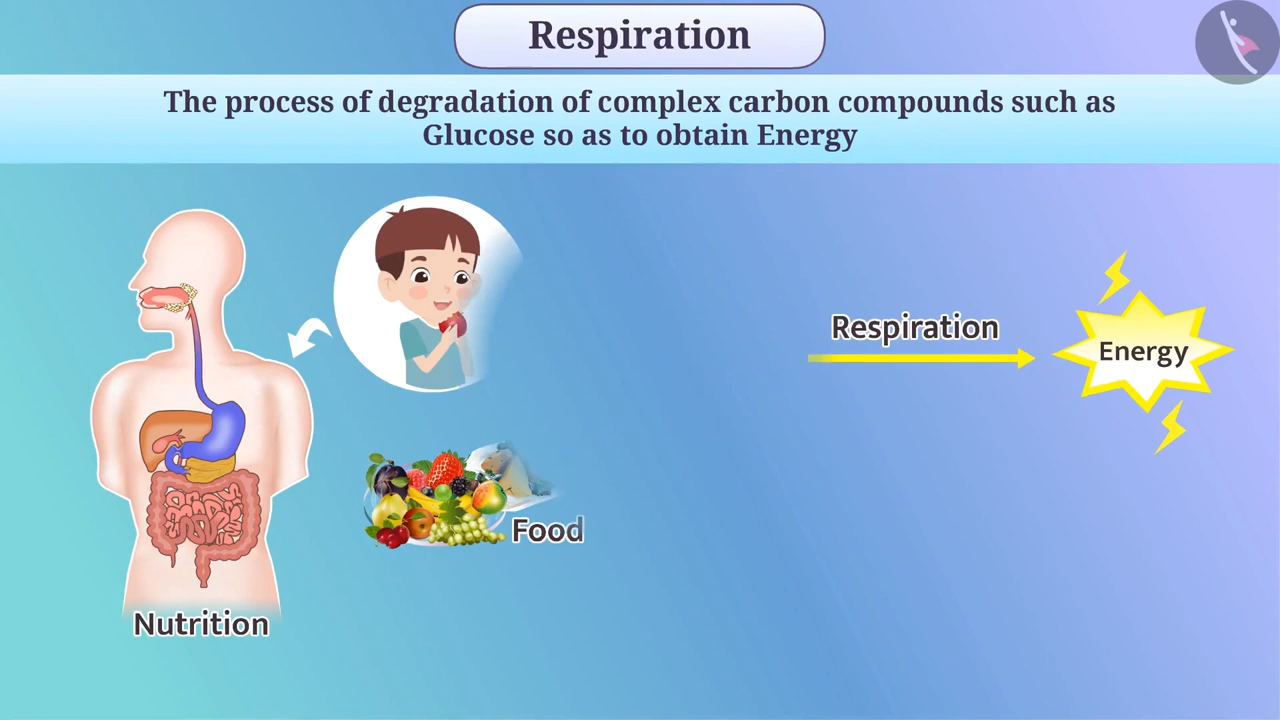 Respiration
The process of degradation of complex carbon compounds such as
Glucose so as to obtain Energy
Respiration
Energy
Food
Nutrition